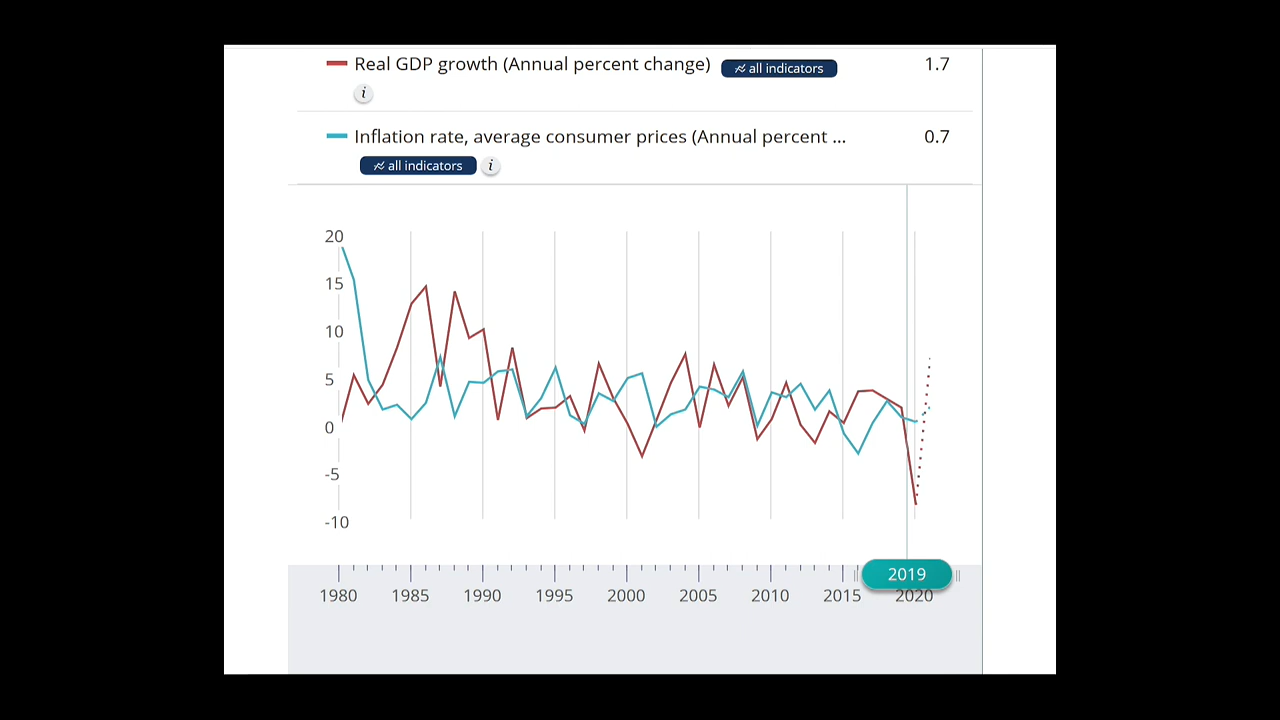 Real GDP growth (Annual percent change) all indicators 1.7
i
Inflation rate, average consumer prices (Annual percent ... 0.7
all indicators i
20
15
10
5
0
-5
-10
2019
1980 1985 1990 1995 2000 2005 2010 2015 2020